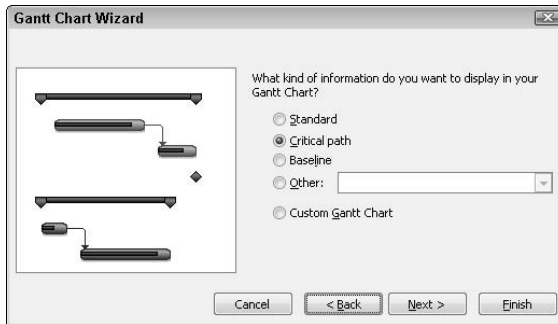 Gantt Chart Wizard
What kind of information do you want to display in your
Gantt Chart?
Standard
Critical path
Baseline
Other:
Custom Gantt Chart
Cancel
< Back
Next >
Finish